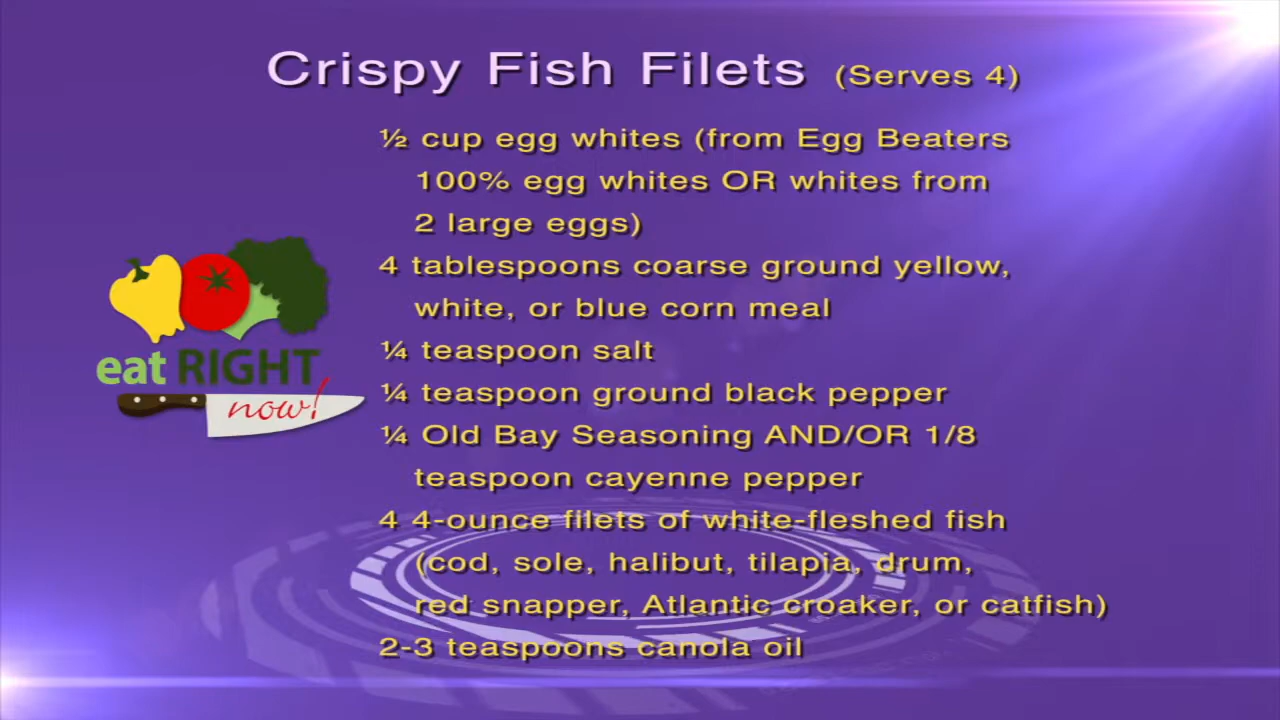 Crispy Fish Filets (Serves 4)
½ cup egg whites (from Egg Beaters
100% egg whites OR whites from
2 large eggs)
4 tablespoons coarse ground yellow,
white, or blue corn meal
¼ teaspoon salt
¼ teaspoon ground black pepper
¼ Old Bay Seasoning AND/OR 1/8
teaspoon cayenne pepper
4 4-ounce filets of white-fleshed fish
(cod, sole, halibut, tilapia, drum,
red snapper, Atlantic croaker, or catfish)
2-3 teaspoons canola oil
eat RIGHT
now!